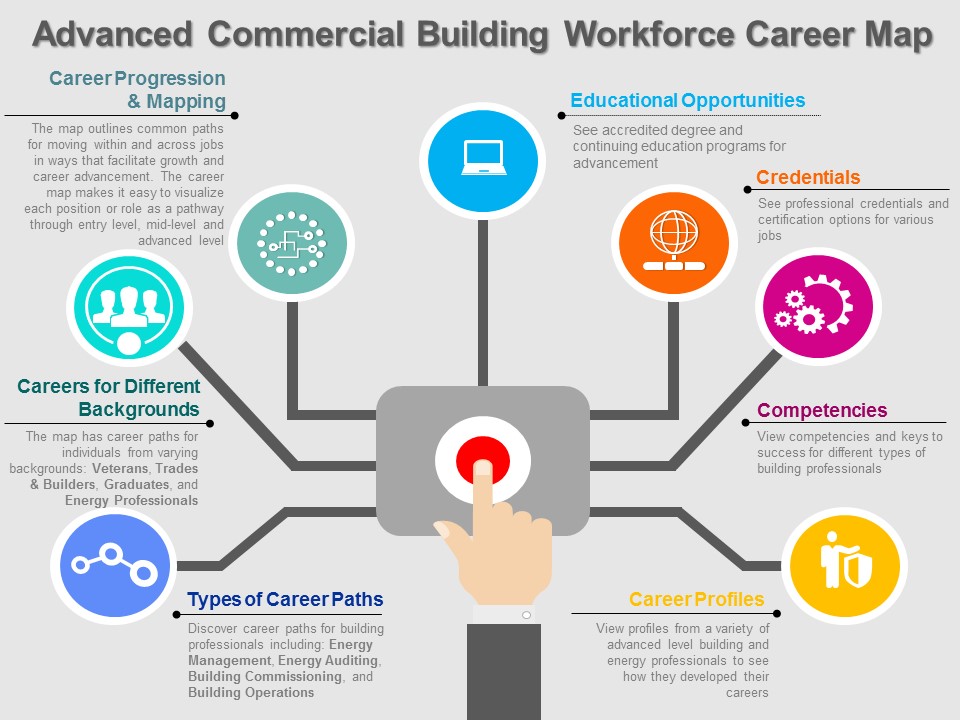 Advanced Commercial Building Workforce Career Map
Career Progression
& Mapping
The map outlines common paths
for moving within and across jobs
in ways that facilitate growth and
career advancement. The career
map makes it easy to visualize
each position or role as a pathway
through entry level, mid-level and
advanced level
Educational Opportunities
See accredited degree and
continuing education programs for
advancement
Credentials
See professional credentials and
certification options for various
jobs
Careers for Different
Backgrounds
The map has career paths for
individuals from varying
backgrounds: Veterans, Trades
& Builders, Graduates, and
Energy Professionals
Competencies
View competencies and keys to
success for different types of
building professionals
Types of Career Paths
Discover career paths for building
professionals including: Energy
Management, Energy Auditing,
Building Commissioning, and
Building Operations
Career Profiles
View profiles from a variety of
advanced level building and
energy professionals to see
how they developed their
careers